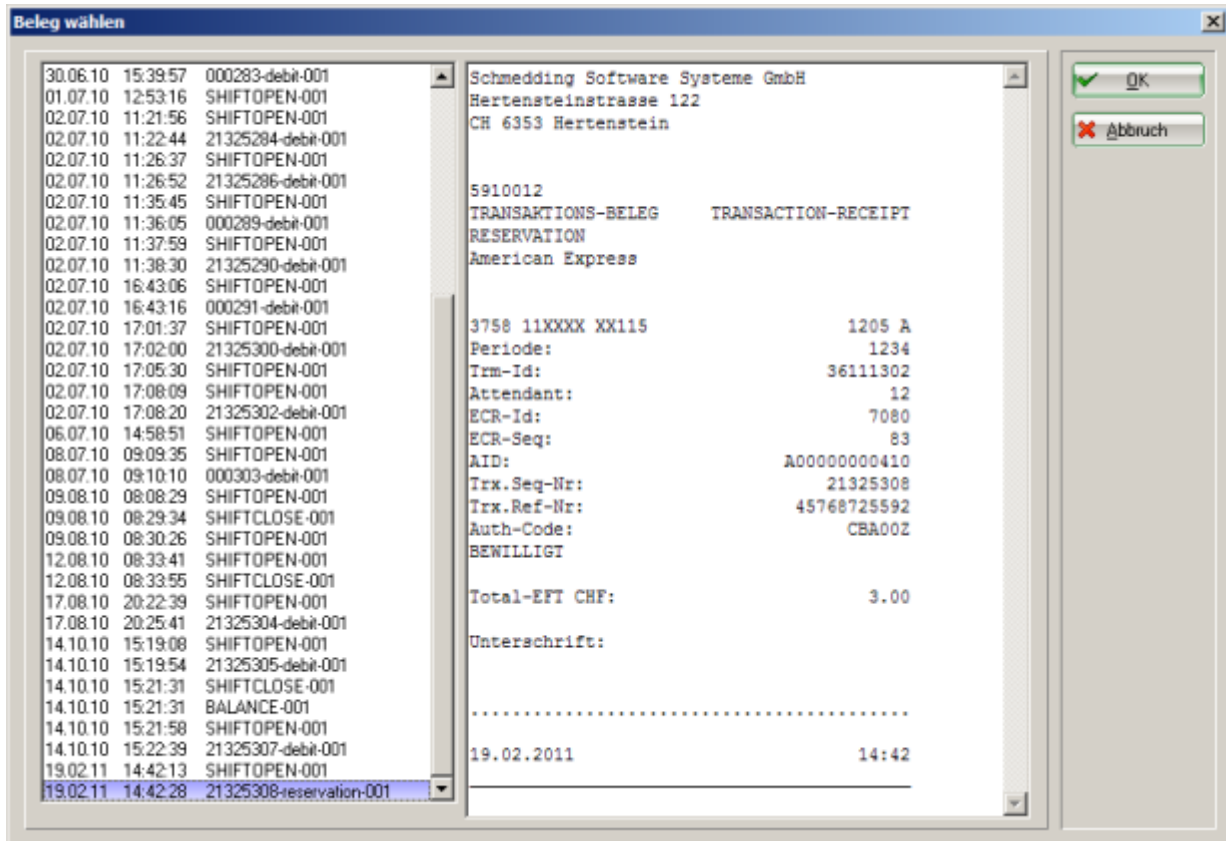 Beleg wählen
30.06.10 15:39:57 000283-debit-001
01.07.10 12:53:16 SHIFTOPEN-001
02.07.10 11:21:56 SHIFTOPEN-001
02.07.10 11:22:44 21325284-debit-001
02.07.10 11:26:37 SHIFTOPEN-001
02.07.10 11:26:52 21325286-debit-001
02.07.10 11:35:45 SHIFTOPEN-001
02.07.10 11:36:05 000289-debit-001
02.07.10 11:37:59 SHIFTOPEN-001
02.07.10 11:38:30 21325290-debit-001
02.07.10 16:43:06 SHIFTOPEN-001
02.07.10 16:43:16 000291-debit-001
02.07.10 17:01:37 SHIFTOPEN-001
02.07.10 17:02:00 21325300-debit-001
02.07.10 17:05:30 SHIFTOPEN-001
02.07.10 17:08:09 SHIFTOPEN-001
02.07.10 17:08:20 21325302-debit-001
06.07.10 14:58:51 SHIFTOPEN-001
08.07.10 09:09:35 SHIFTOPEN-001
08.07.10 09:10:10 000303-debit-001
09.08.10 08:08:29 SHIFTOPEN-001
09.08.10 08:29:34 SHIFTCLOSE-001
09.08.10 08:30:26 SHIFTOPEN-001
12.08.10 08:33:41 SHIFTOPEN-001
12.08.10 08:33:55 SHIFTCLOSE-001
17.08.10 20:22:39 SHIFTOPEN-001
17.08.10 20:25:41 21325304-debit-001
14.10.10 15:19:08 SHIFTOPEN-001
14.10.10 15:19:54 21325305-debit-001
14.10.10 15:21:31 SHIFTCLOSE-001
14.10.10 15:21:31 BALANCE-001
14.10.10 15:21:58 SHIFTOPEN-001
14.10.10 15:22:39 21325307-debit-001
19.02.11 14:42:13 SHIFTOPEN-001
19.02.11 14:42:28 21325308-reservation-001
Schmedding Software Systeme GmbH
Hertensteinstrasse 122
CH 6353 Hertenstein
5910012
TRANSAKTIONS-BELEG TRANSACTION-RECEIPT
RESERVATION
American Express
3758 11XXXX XX115 1205 A
Periode: 1234
Trm-Id: 36111302
Attendant: 12
ECR-Id: 7080
ECR-Seq: 83
AID: A00000000410
Trx.Seq-Nr: 21325308
Trx.Ref-Nr: 45768725592
Auth-Code: CBA00Z
BEWILLIGT
Total-EFT CHF: 3.00
Unterschrift:
..........................................
19.02.2011 14:42
OK
Abbruch